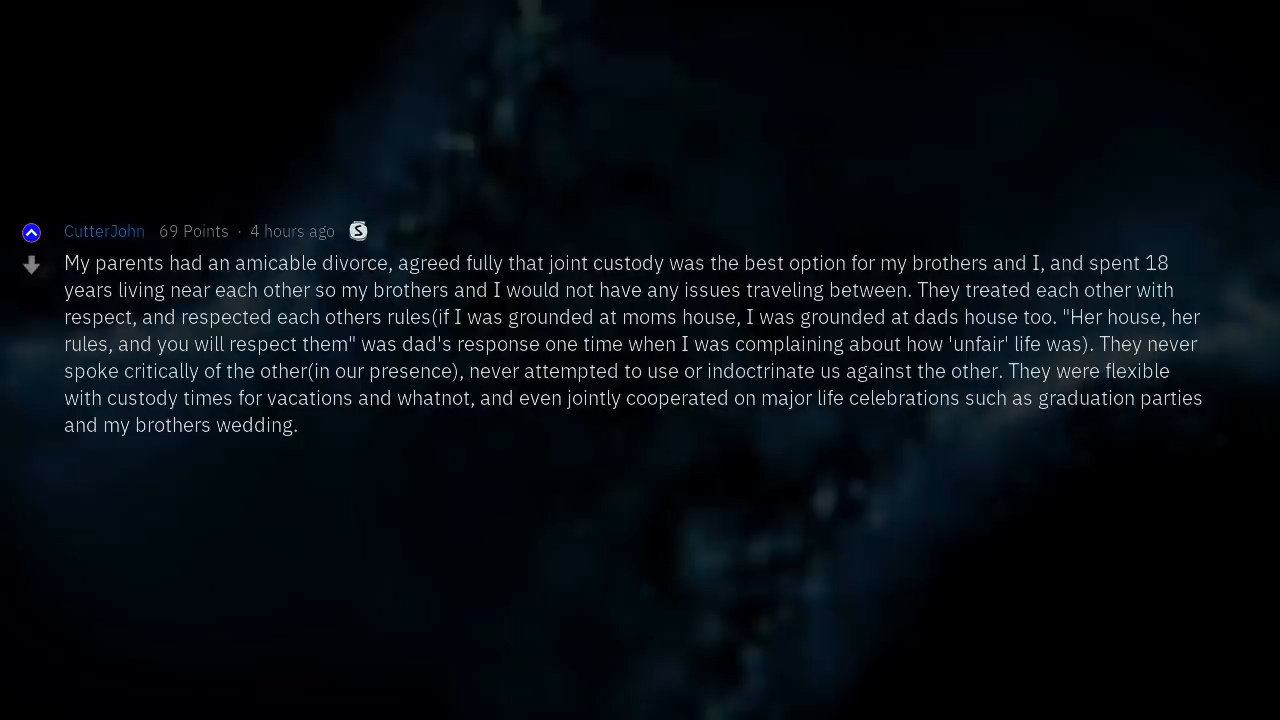 CutterJohn 69 Points · 4 hours ago S
My parents had an amicable divorce, agreed fully that joint custody was the best option for my brothers and I, and spent 18
years living near each other so my brothers and I would not have any issues traveling between. They treated each other with
respect, and respected each others rules(if I was grounded at moms house, I was grounded at dads house too. "Her house, her
rules, and you will respect them" was dad's response one time when I was complaining about how 'unfair' life was). They never
spoke critically of the other(in our presence), never attempted to use or indoctrinate us against the other. They were flexible
with custody times for vacations and whatnot, and even jointly cooperated on major life celebrations such as graduation parties
and my brothers wedding.